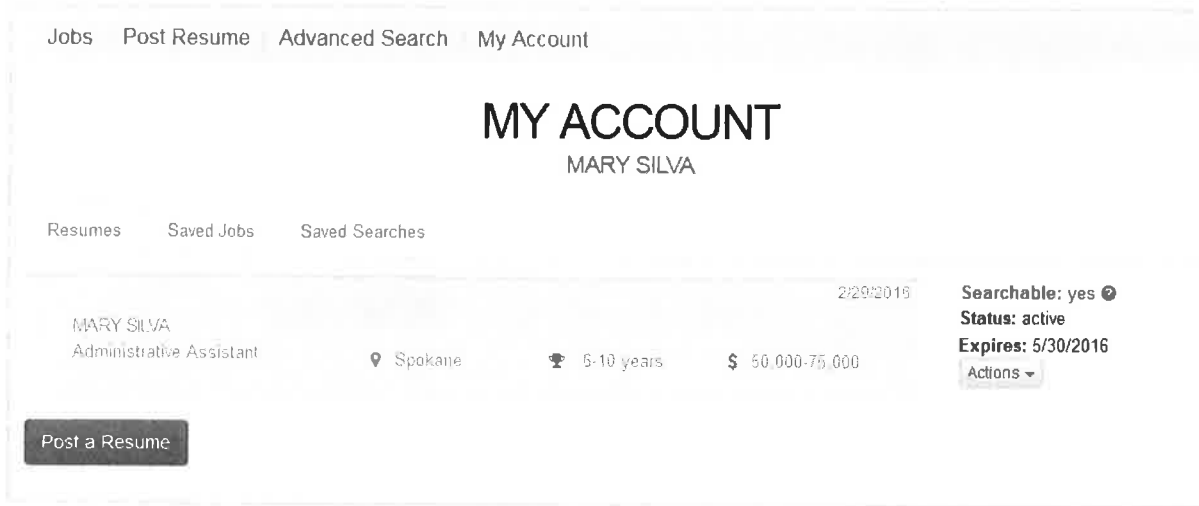 Jobs Post Resume Advanced Search My Account
MY ACCOUNT
MARY SILVA
Resumes Saved Jobs Saved Searches
2/29/2016
MARY SILVA
Administrative Assistant
Spokane
6-10 years
$ 50,000-75,000
Searchable: yes ?
Status: active
Expires: 5/30/2016
Actions
Post a Resume